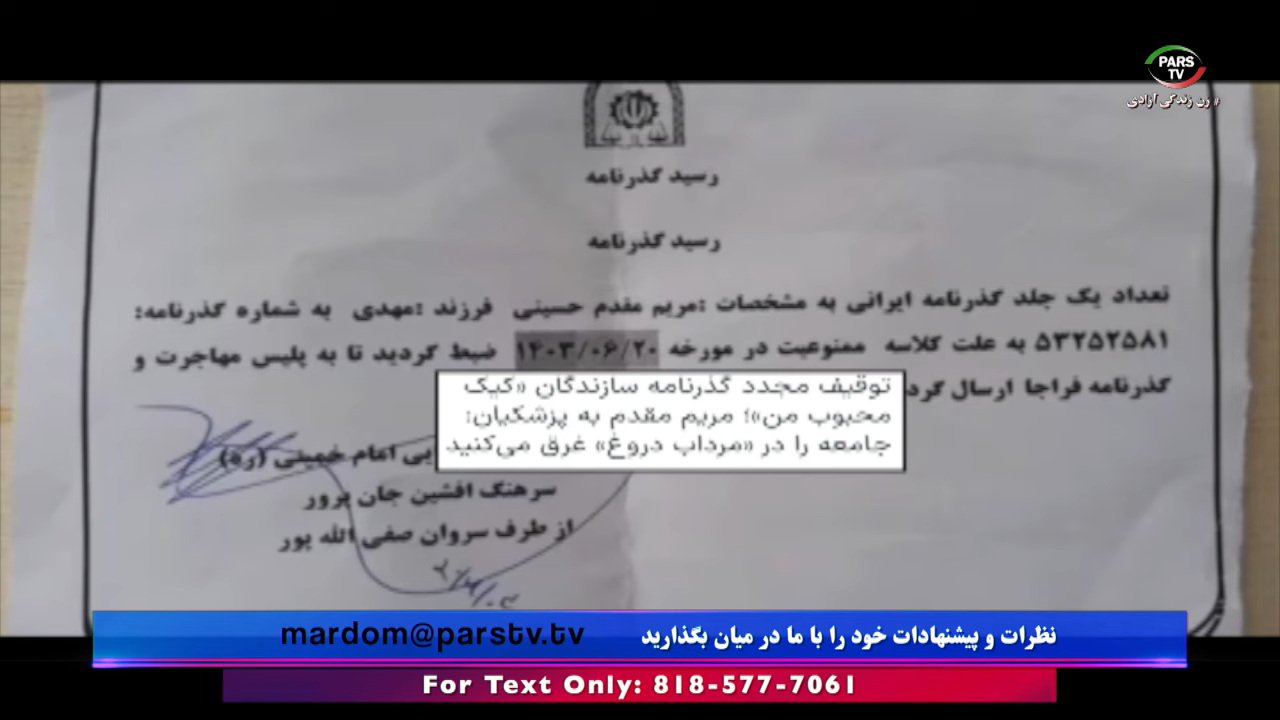 PARS
TV
# زن زندگی آزادی
رسید گذرنامه
رسید گذرنامه
تعداد یک جلد گذرنامه ایرانی به مشخصات :مریم مقدم حسینی فرزند :مهدی به شماره گذرنامه:
۵۳۲۵۲۵۸۱ به علت کلاسه ممنوعیت در مورخه ۱۴۰۳/۰۶/۲۰ ضبط گردید تا به پلیس مهاجرت و
گذرنامه فراجا ارسال گرد
توقیف مجدد گذرنامه سازندگان «کیک
محبوب من»؛ مریم مقدم به پزشکیان:
جامعه را در «مرداب دروغ» غرق می‌کنید
امام خمینی (ره)
سرهنگ افشین جان پرور
از طرف سروان صفی الله پور
نظرات و پیشنهادات خود را با ما در میان بگذارید mardom@parstv.tv
For Text Only: 818-577-7061